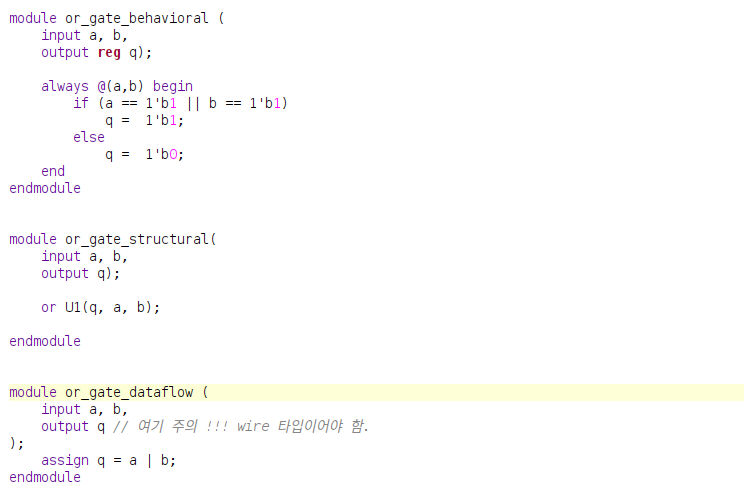 module or_gate_behavioral (
    input a, b,
    output reg q);
    always @(a,b) begin
        if (a == 1'b1 || b == 1'b1)
            q =  1'b1;
        else
            q =  1'b0;
    end
endmodule
module or_gate_structural(
    input a, b,
    output q);
    or U1(q, a, b);
endmodule
module or_gate_dataflow (
    input a, b,
    output q // 여기 주의 !!! wire 타입이어야 함.
);
    assign q = a | b;
endmodule